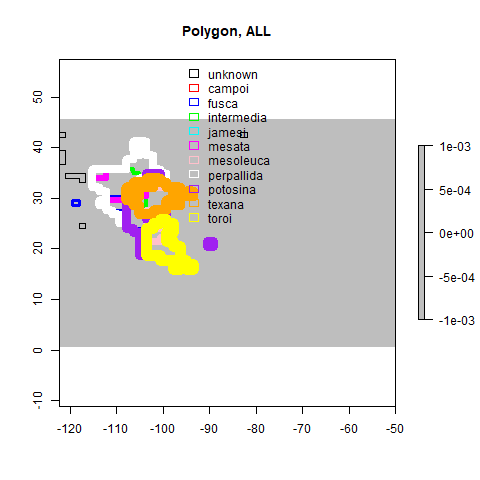 Polygon, ALL
unknown
campoi
fusca
intermedia
jamesi
mesata
mesoleuca
perpallida
potosina
texana
toroi
50
40
30
20
10
0
-10
-120
-110
-100
-90
-80
-70
-60
-50
1e-03
5e-04
0e+00
-5e-04
-1e-03